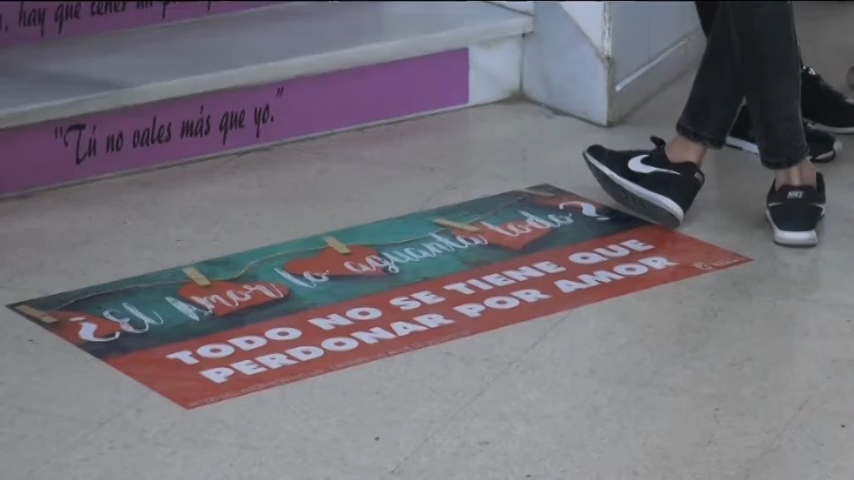 hay que tener un
"Tú no vales más que yo."
¿El Amor lo aguanta todo?
TODO NO SE TIENE QUE
PERDONAR POR AMOR